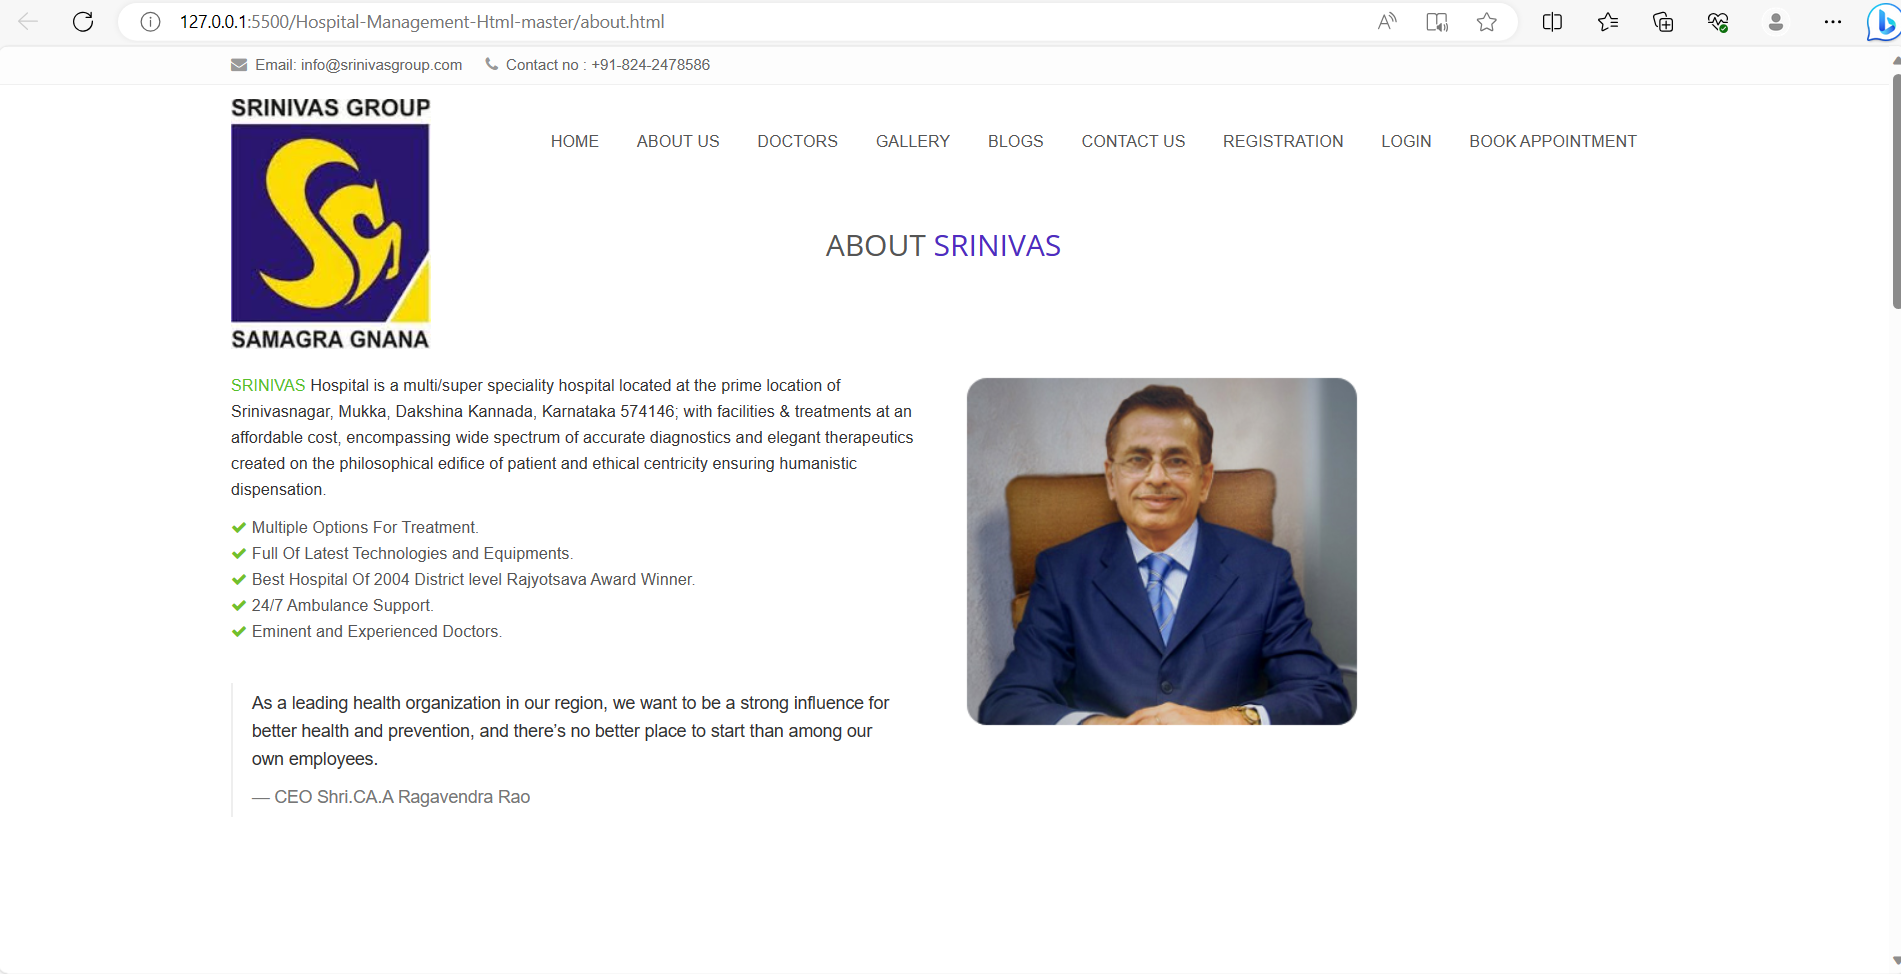 127.0.0.1:5500/Hospital-Management-Html-master/about.html
Email: info@srinivasgroup.com Contact no : +91-824-2478586
SRINIVAS GROUP
SAMAGRA GNANA
HOME ABOUT US DOCTORS GALLERY BLOGS CONTACT US REGISTRATION LOGIN BOOK APPOINTMENT
ABOUT SRINIVAS
SRINIVAS Hospital is a multi/super speciality hospital located at the prime location of
Srinivasnagar, Mukka, Dakshina Kannada, Karnataka 574146; with facilities & treatments at an
affordable cost, encompassing wide spectrum of accurate diagnostics and elegant therapeutics
created on the philosophical edifice of patient and ethical centricity ensuring humanistic
dispensation.
Multiple Options For Treatment.
Full Of Latest Technologies and Equipments.
Best Hospital Of 2004 District level Rajyotsava Award Winner.
24/7 Ambulance Support.
Eminent and Experienced Doctors.
As a leading health organization in our region, we want to be a strong influence for
better health and prevention, and there’s no better place to start than among our
own employees.
— CEO Shri.CA.A Ragavendra Rao